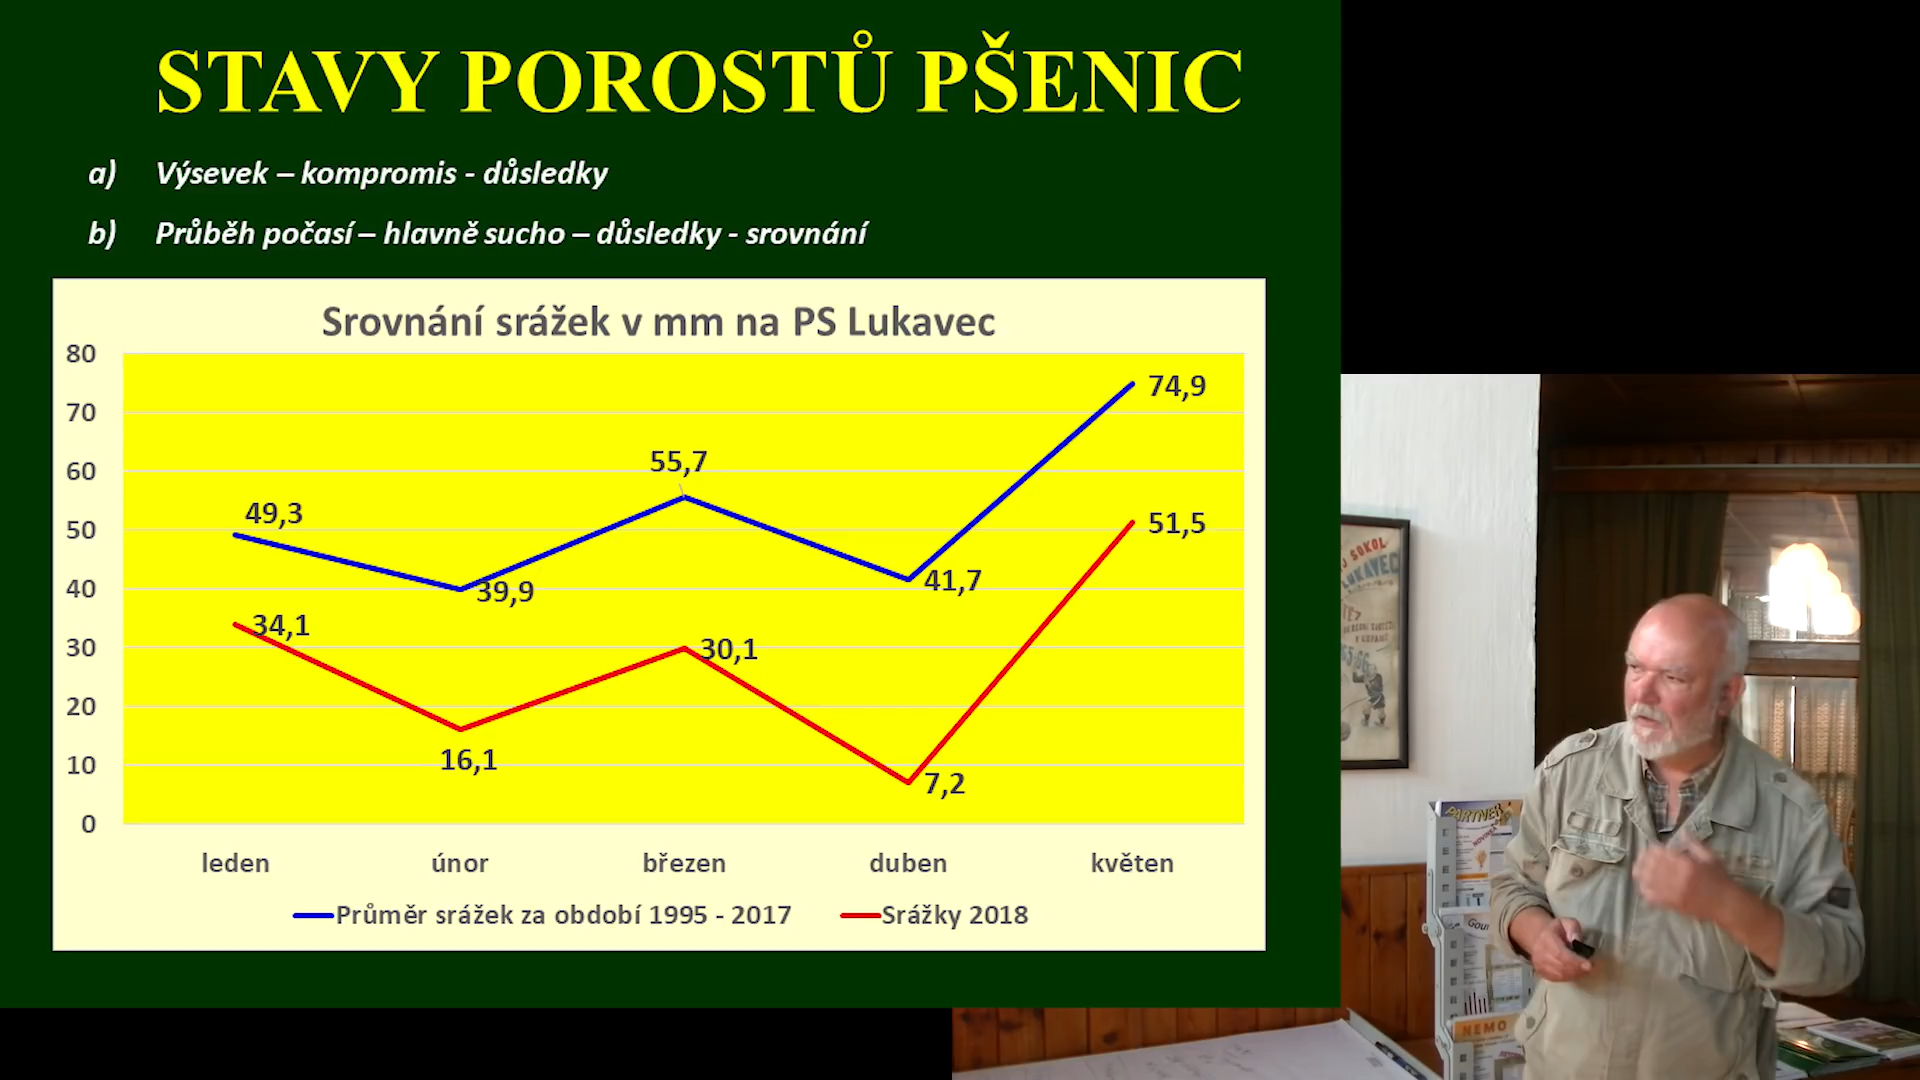 STAVY POROSTŮ PŠENIC
a) Výsevek – kompromis - důsledky
b) Průběh počasí – hlavně sucho – důsledky - srovnání
Srovnání srážek v mm na PS Lukavec
80
70
60
50
40
30
20
10
0
49,3
39,9
55,7
41,7
74,9
34,1
16,1
30,1
7,2
51,5
leden únor březen duben květen
Průměr srážek za období 1995 - 2017 Srážky 2018
SOKOL
LUKAVEC
PARTNER
NOVINKA
Gour
NEMO